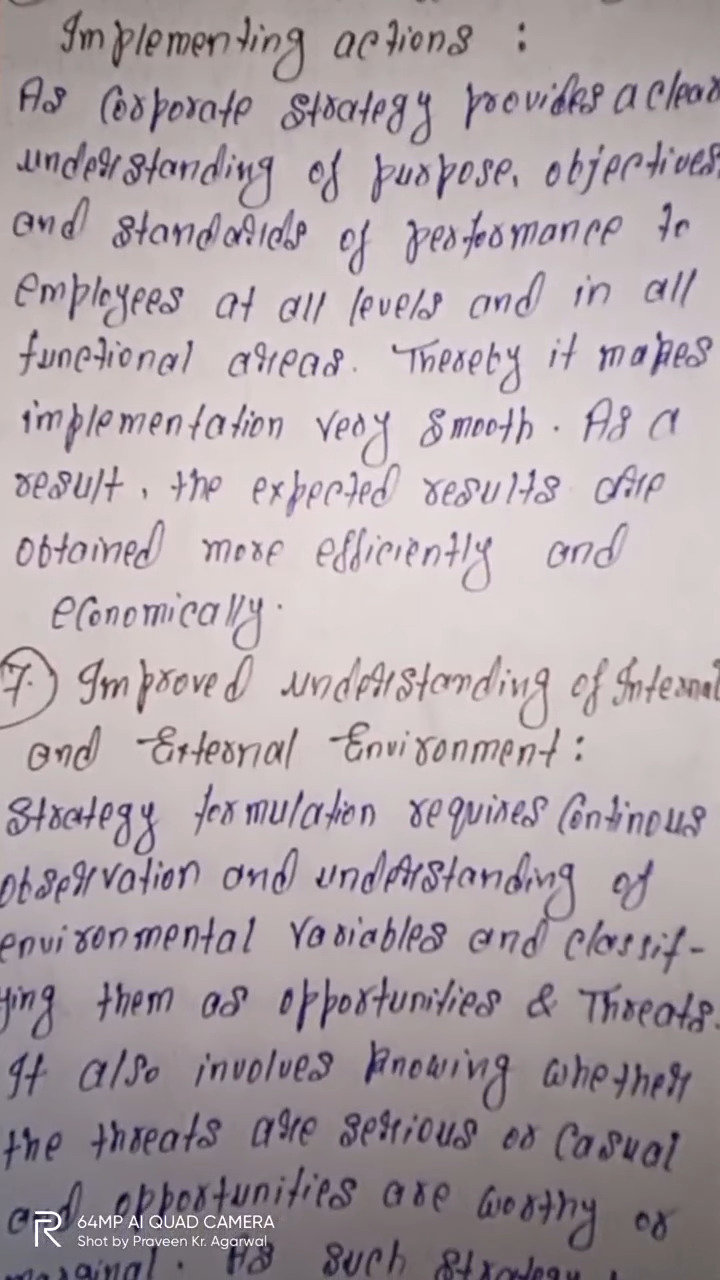 Implementing actions :
As Corporate strategy provides a clear
understanding of purpose, objectives,
and standards of performance to
employees at all levels and in all
functional areas. Thereby it makes
implementation very smooth. As a
result, the expected results are
obtained more efficiently and
economically.
7. Improved understanding of Internal
and External Environment :
Strategy formulation requires Continous
observation and understanding of
environmental variables and classif-
ying them as opportunities & Threats.
It also involves knowing whether
the threats are serious or casual
and opportunities are worthy or
marginal. As such strategy
64MP AI QUAD CAMERA
Shot by Praveen Kr. Agarwal